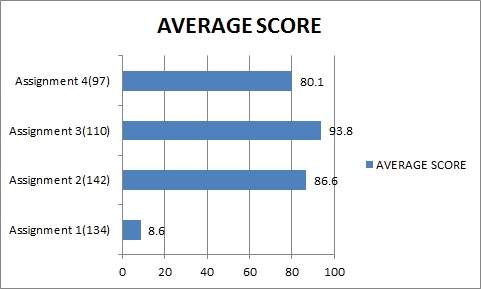 AVERAGE SCORE
Assignment 4(97)
80.1
Assignment 3(110)
93.8
Assignment 2(142)
86.6
Assignment 1(134)
8.6
AVERAGE SCORE
0 20 40 60 80 100